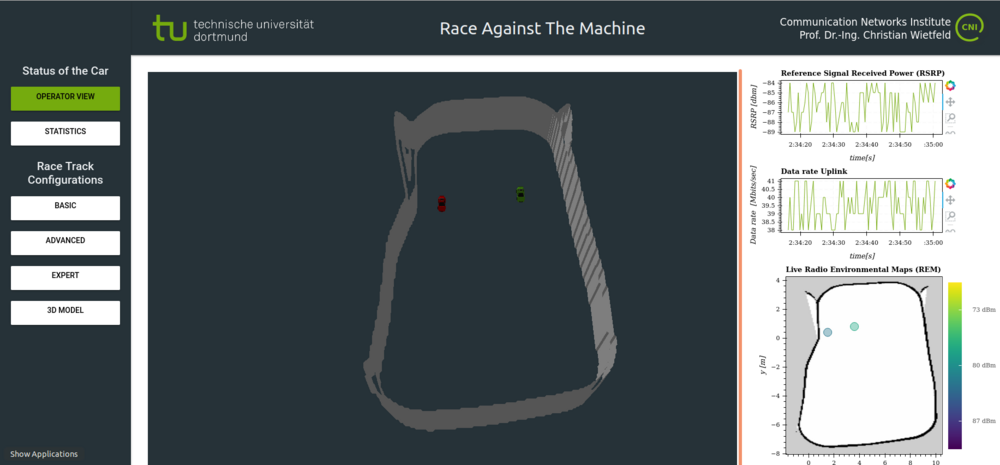 technische universität
dortmund
Race Against The Machine
Communication Networks Institute
Prof. Dr.-Ing. Christian Wietfeld
CNI
Status of the Car
OPERATOR VIEW
STATISTICS
Race Track
Configurations
BASIC
ADVANCED
EXPERT
3D MODEL
Show Applications
Reference Signal Received Power (RSRP)
RSRP [dbm]
−84
−85
−86
−87
−88
−89
2:34:20
2:34:30
2:34:40
2:34:50
:35:00
time[s]
Data rate Uplink
Data rate [Mbits/sec]
41
40.5
40
39.5
39
38.5
38
2:34:20
2:34:30
2:34:40
2:34:50
:35:00
time[s]
Live Radio Environmental Maps (REM)
y [m]
4
2
0
−2
−4
−6
−8
0
2
4
6
8
10
73 dBm
80 dBm
87 dBm